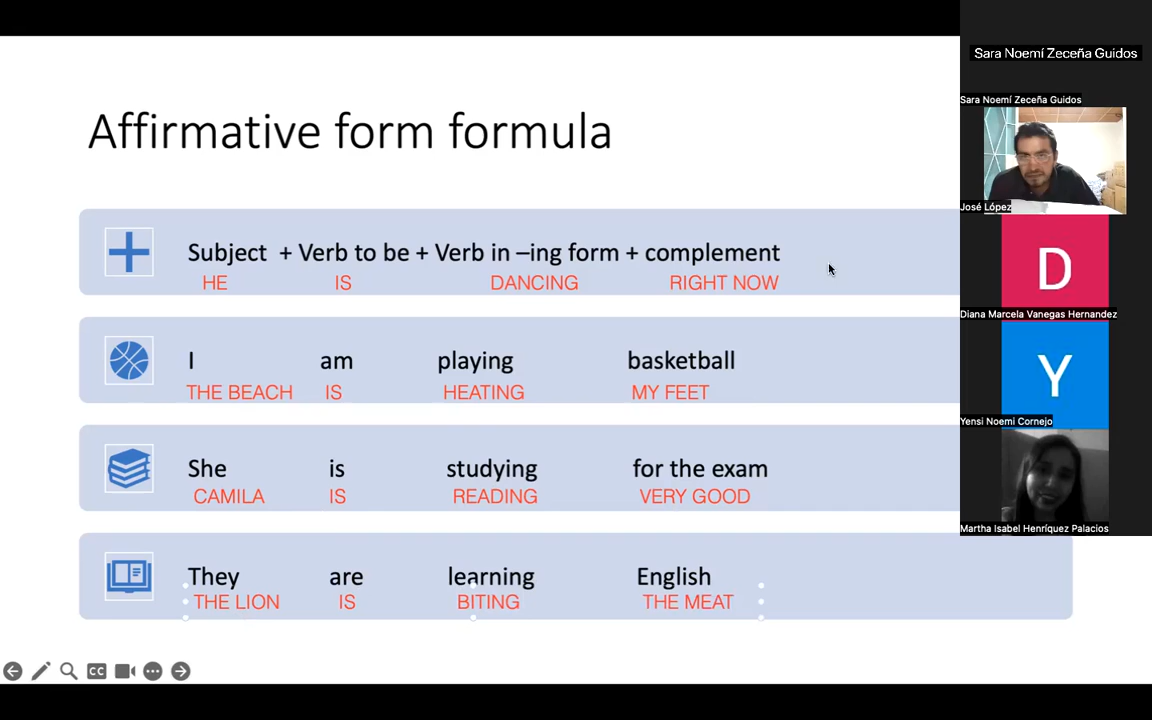 Sara Noemí Zeceña Guidos
Sara Noemí Zeceña Guidos
José López
D
Diana Marcela Vanegas Hernandez
Y
Yensi Noemi Cornejo
Martha Isabel Henríquez Palacios
Affirmative form formula
Subject + Verb to be + Verb in –ing form + complement
HE IS DANCING RIGHT NOW
I am playing basketball
THE BEACH IS HEATING MY FEET
She is studying for the exam
CAMILA IS READING VERY GOOD
They are learning English
THE LION IS BITING THE MEAT
CC